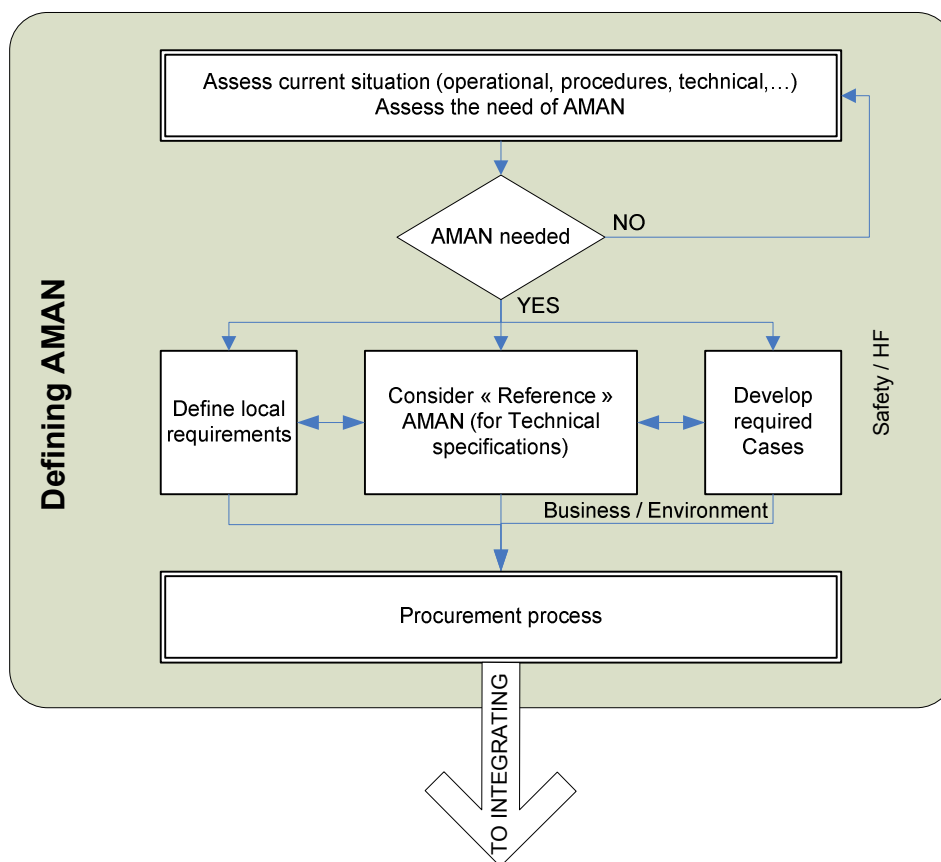 Defining AMAN
Assess current situation (operational, procedures, technical,…)
Assess the need of AMAN
AMAN needed
NO
YES
Define local
requirements
Consider « Reference »
AMAN (for Technical
specifications)
Develop
required
Cases
Safety / HF
Business / Environment
Procurement process
TO INTEGRATING